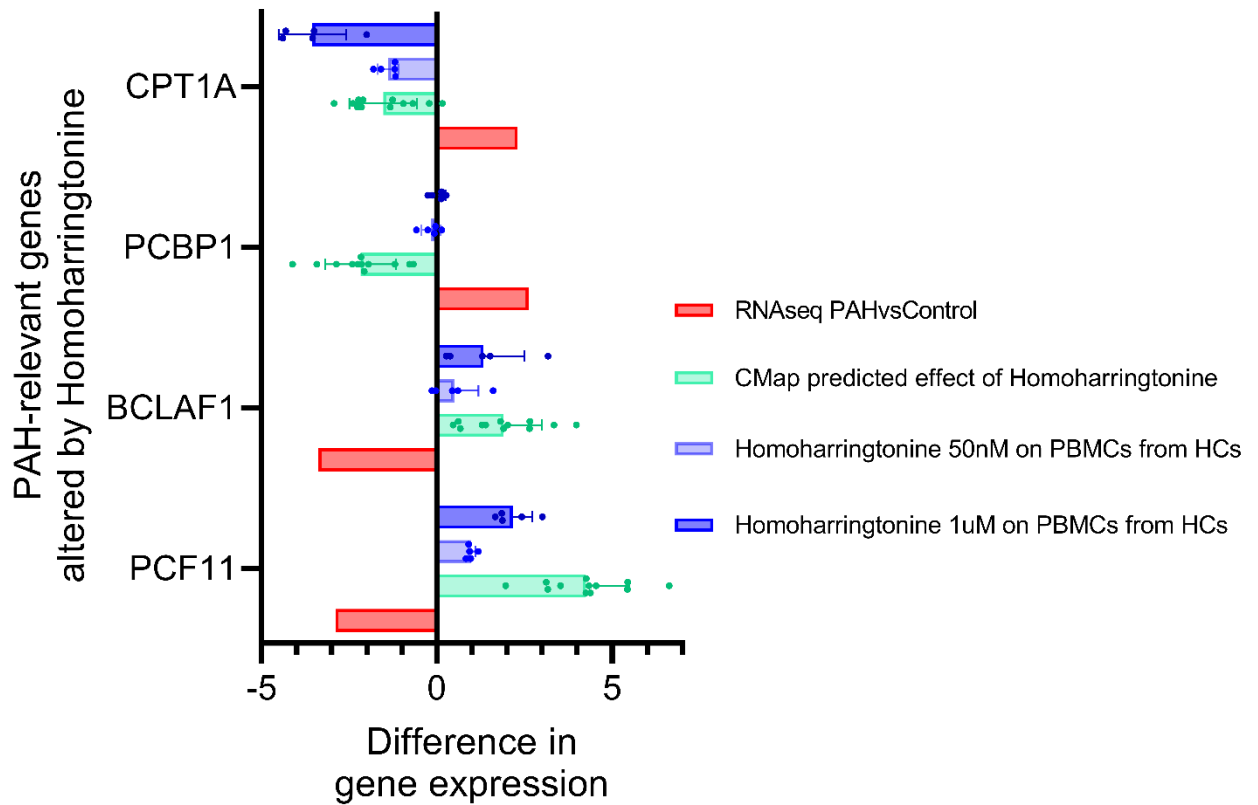 PAH-relevant genes
altered by Homoharringtonine
CPT1A
PCBP1
BCLAF1
PCF11
-5
0
5
Difference in
gene expression
RNAseq PAHvsControl
CMap predicted effect of Homoharringtonine
Homoharringtonine 50nM on PBMCs from HCs
Homoharringtonine 1uM on PBMCs from HCs